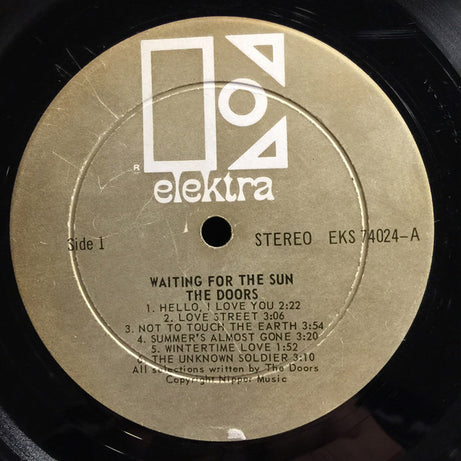 R
elektra
Side 1
STEREO EKS 74024-A
WAITING FOR THE SUN
THE DOORS
1. HELLO, I LOVE YOU 2:22
2. LOVE STREET 3:06
3. NOT TO TOUCH THE EARTH 3:54
4. SUMMER'S ALMOST GONE 3:20
5. WINTERTIME LOVE 1:52
6. THE UNKNOWN SOLDIER 3:10
All selections written by The Doors
Copyright Nipper Music